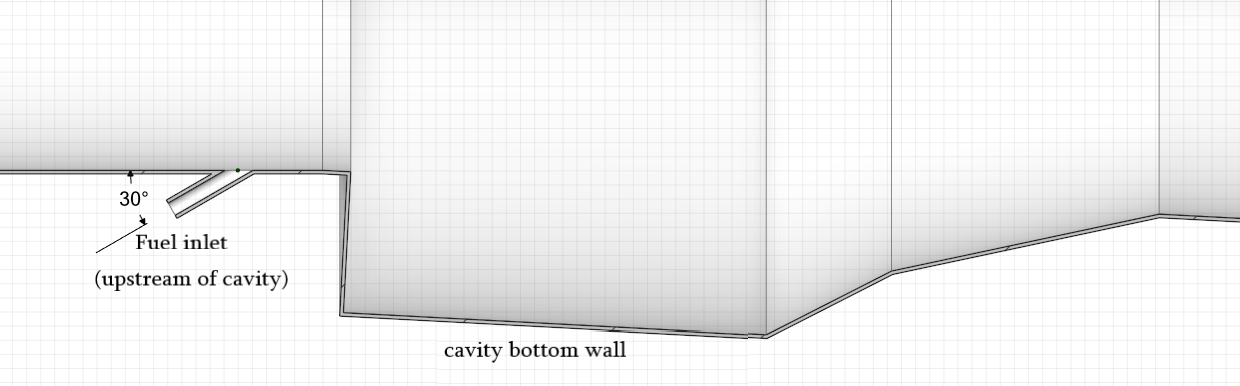 30°
Fuel inlet
(upstream of cavity)
cavity bottom wall